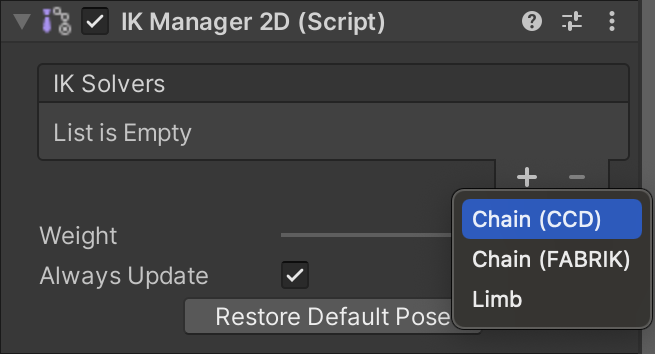 IK Manager 2D (Script)
IK Solvers
List is Empty
Chain (CCD)
Weight
Chain (FABRIK)
Always Update
Limb
Restore Default Pose